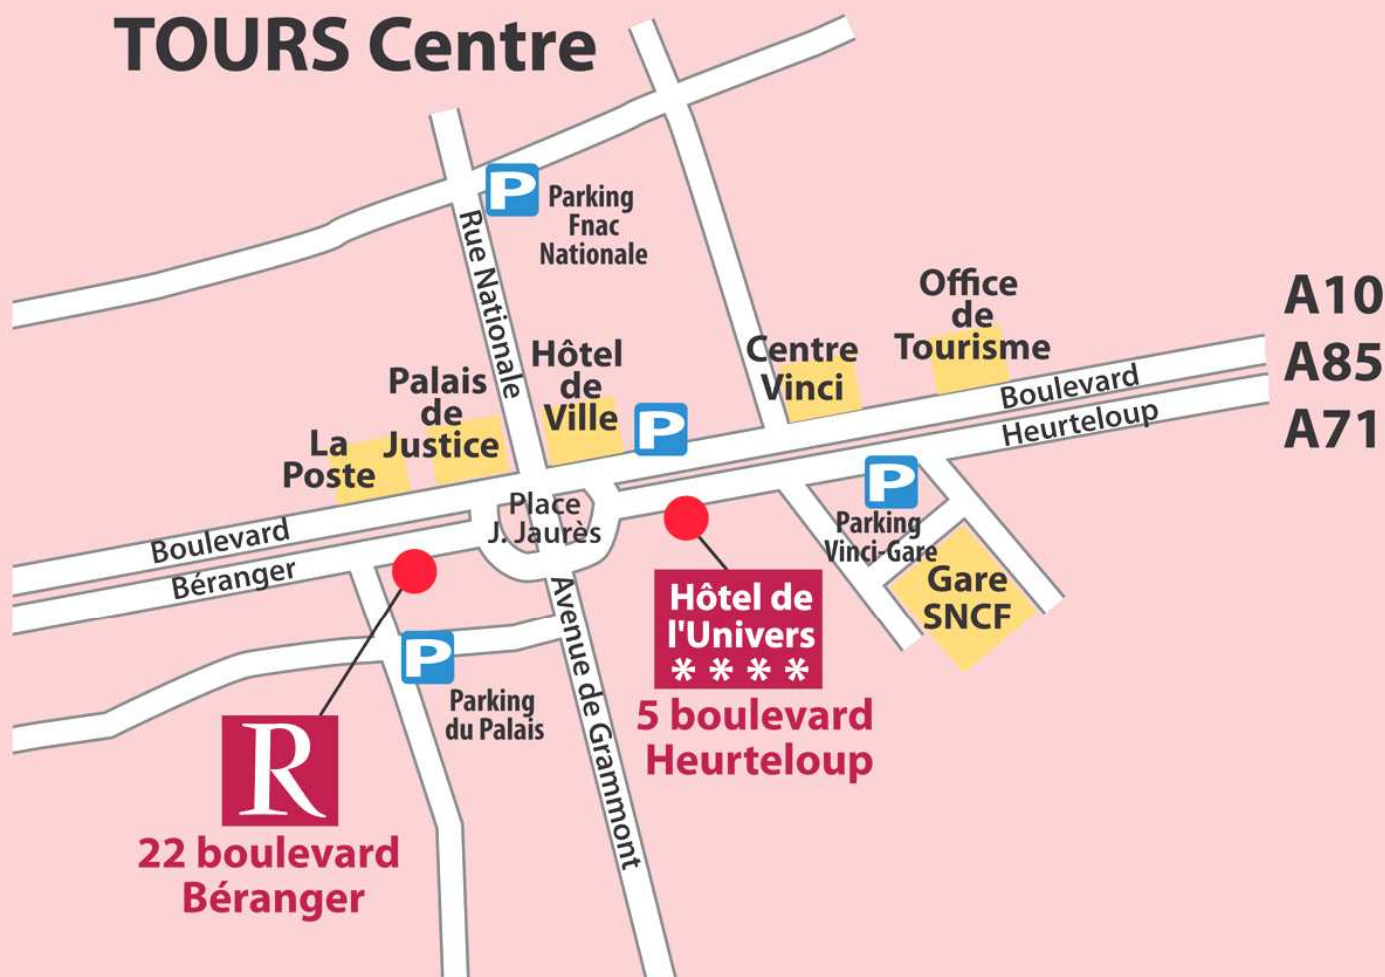 TOURS Centre
P
Parking
Fnac
Nationale
Rue Nationale
Office
de
Tourisme
A10
A85
A71
Centre
Vinci
Hôtel
de
Ville
P
Palais
de
Justice
La
Poste
Boulevard
Heurteloup
Boulevard
Béranger
Place
J. Jaurès
P
Parking
Vinci-Gare
Gare
SNCF
Hôtel de
l'Univers
****
5 boulevard
Heurteloup
Avenue de Grammont
P
Parking
du Palais
R
22 boulevard
Béranger